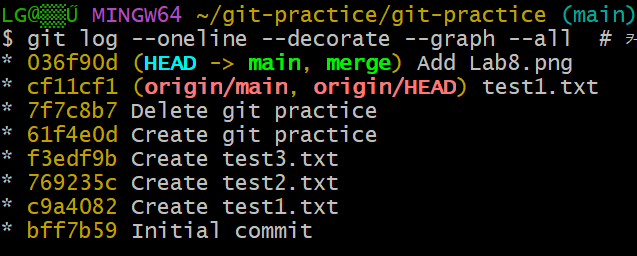 LG@ MINGW64 ~/git-practice/git-practice (main)
$ git log --oneline --decorate --graph --all #
* 036f90d (HEAD -> main, merge) Add Lab8.png
* cf11cf1 (origin/main, origin/HEAD) test1.txt
* 7f7c8b7 Delete git practice
* 61f4e0d Create git practice
* f3edf9b Create test3.txt
* 769235c Create test2.txt
* c9a4082 Create test1.txt
* bff7b59 Initial commit